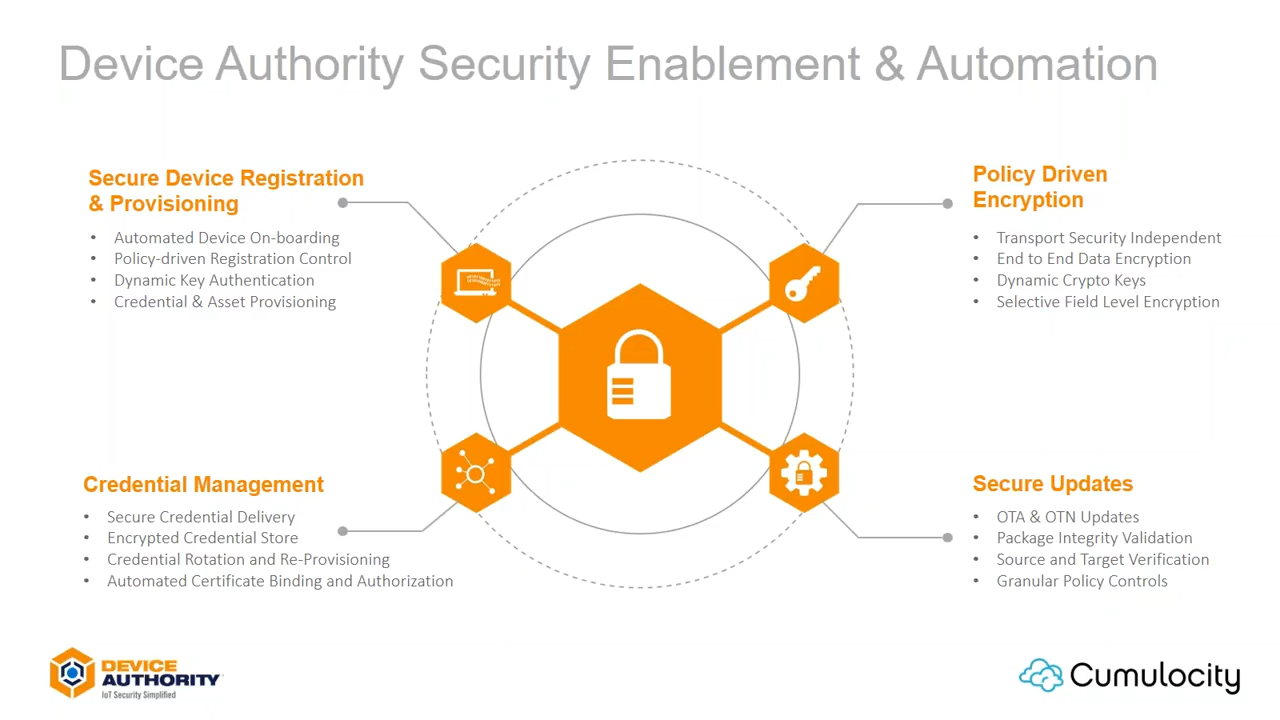 Device Authority Security Enablement & Automation
Secure Device Registration
& Provisioning
• Automated Device On-boarding
• Policy-driven Registration Control
• Dynamic Key Authentication
• Credential & Asset Provisioning
Policy Driven
Encryption
• Transport Security Independent
• End to End Data Encryption
• Dynamic Crypto Keys
• Selective Field Level Encryption
Credential Management
• Secure Credential Delivery
• Encrypted Credential Store
• Credential Rotation and Re-Provisioning
• Automated Certificate Binding and Authorization
Secure Updates
• OTA & OTN Updates
• Package Integrity Validation
• Source and Target Verification
• Granular Policy Controls
DEVICE
AUTHORITY
IoT Security Simplified
Cumulocity